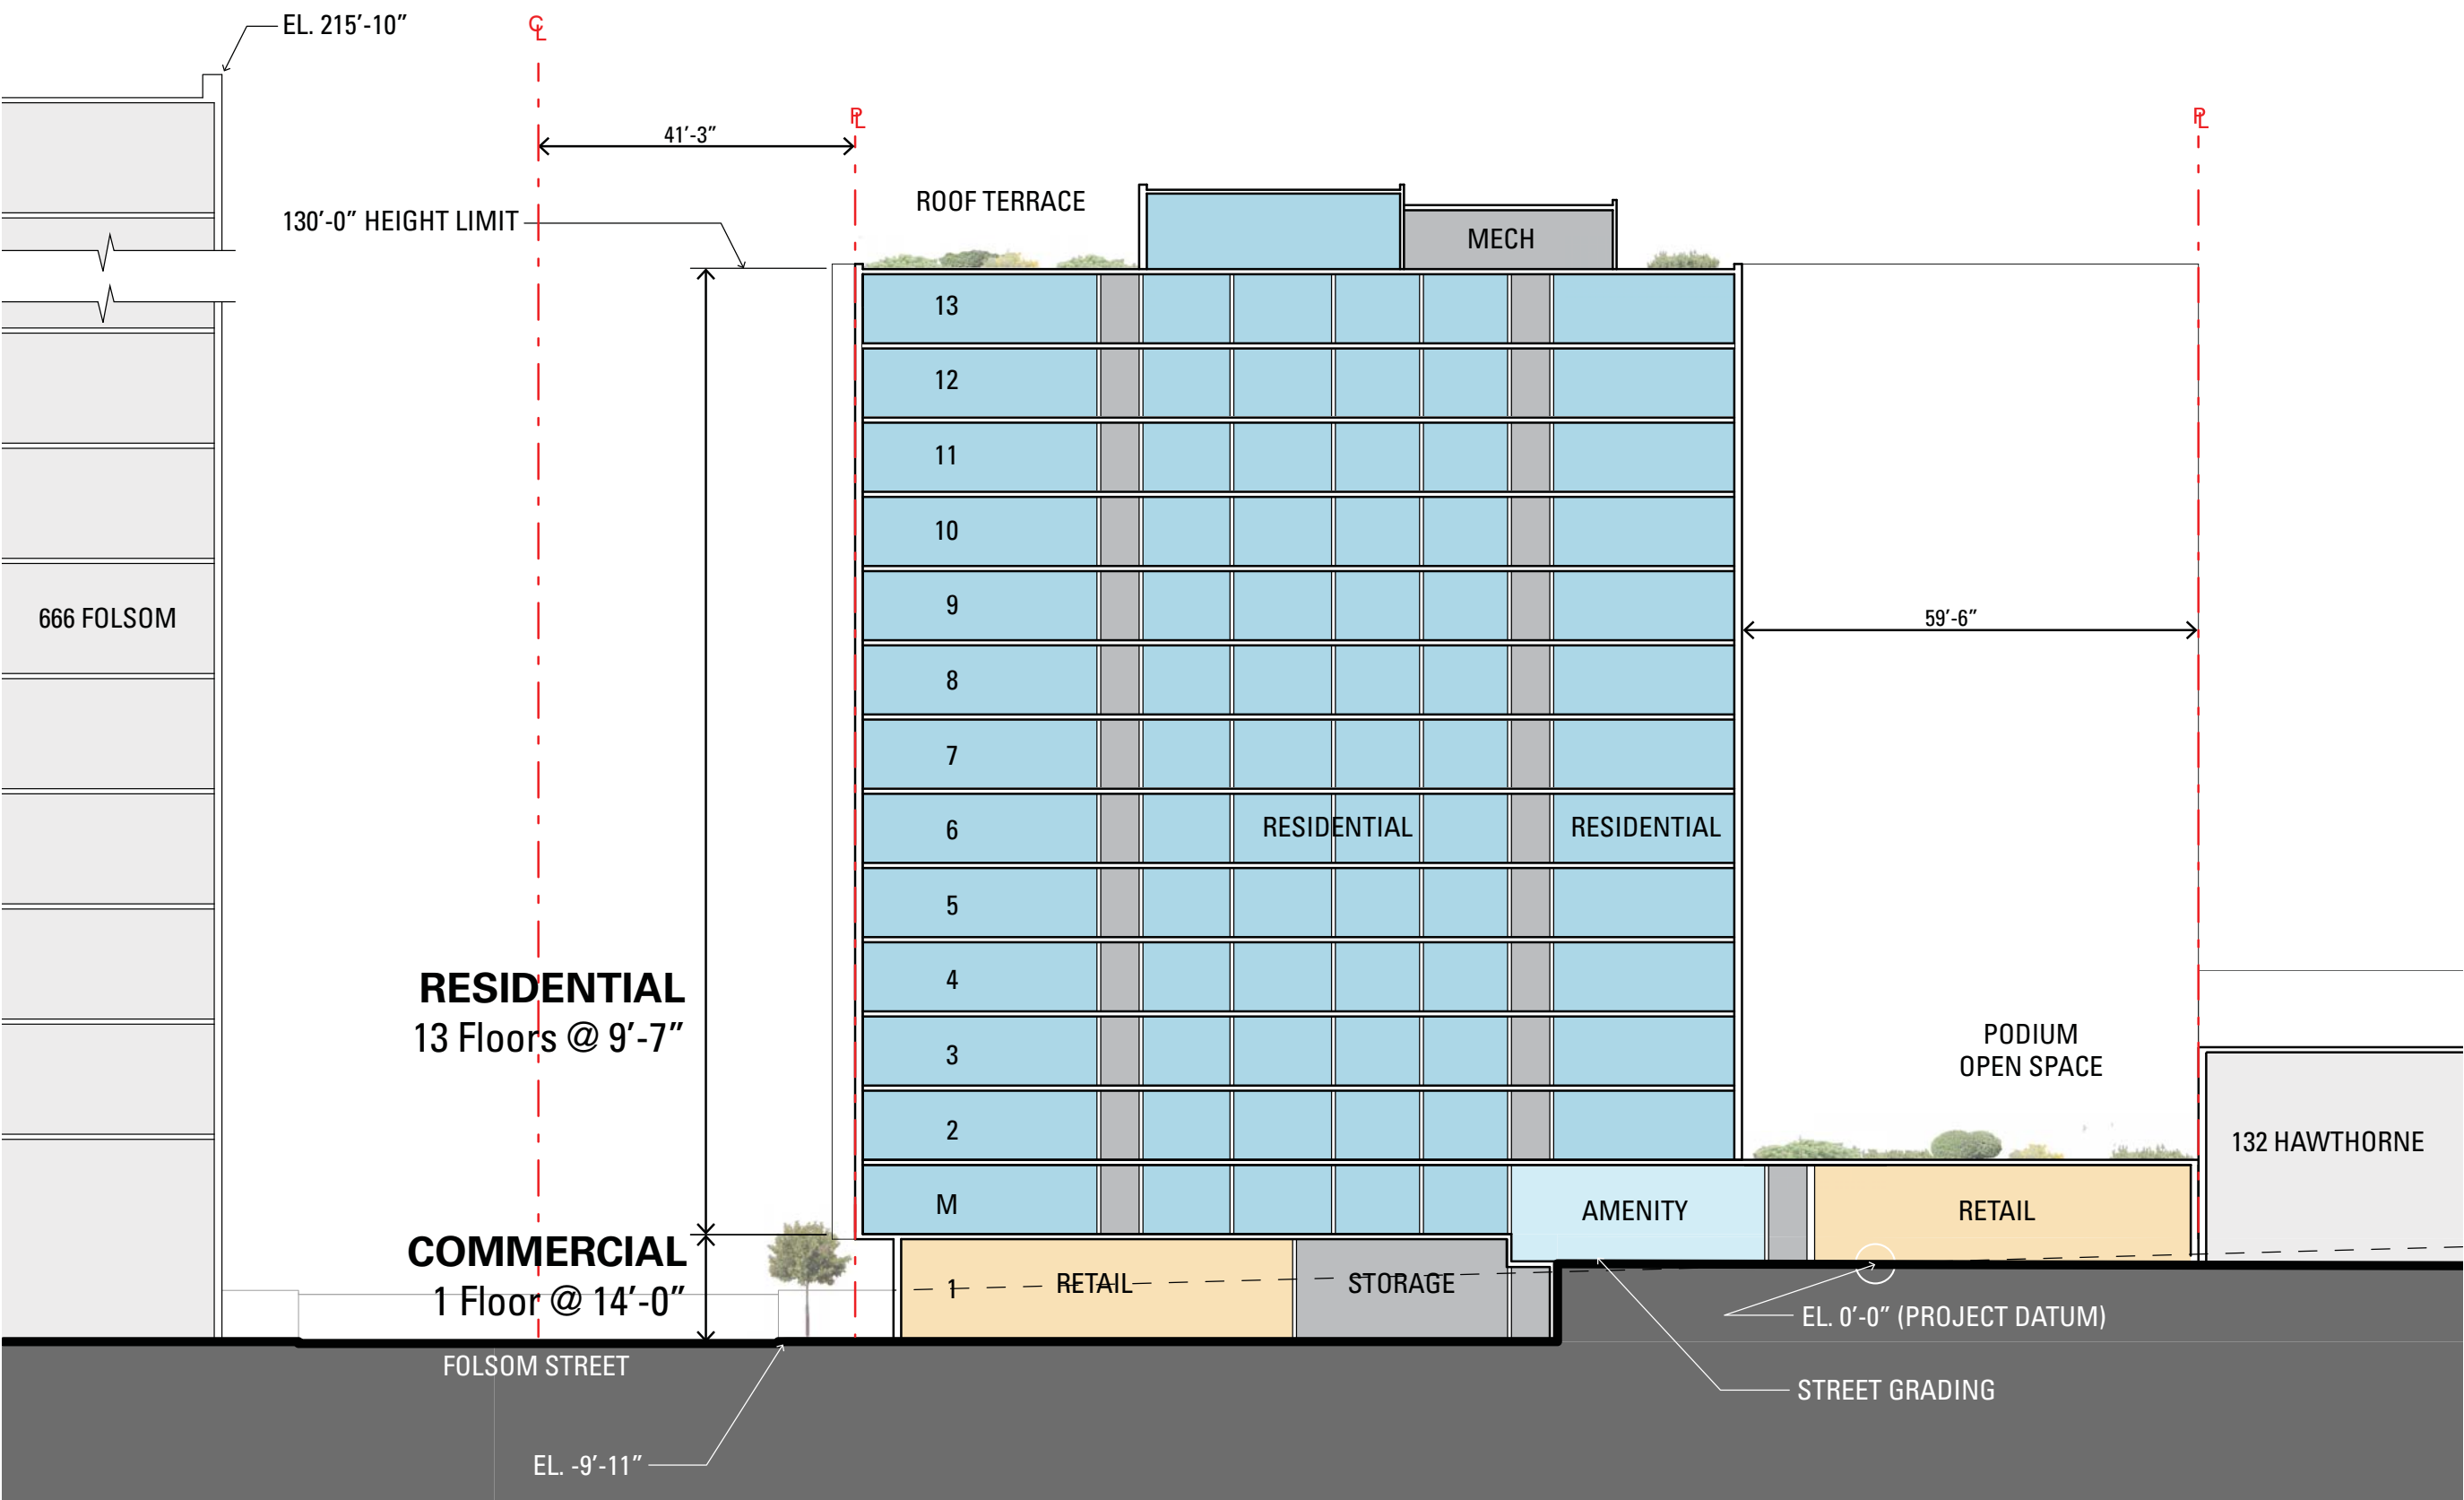 EL. 215′-10″
℄
41′-3″
PL
PL
ROOF TERRACE
130′-0″ HEIGHT LIMIT
MECH
13
12
11
10
666 FOLSOM
9
59′-6″
8
7
6
RESIDENTIAL
RESIDENTIAL
5
4
RESIDENTIAL
13 Floors @ 9′-7″
3
PODIUM
OPEN SPACE
2
132 HAWTHORNE
M
AMENITY
RETAIL
COMMERCIAL
1 Floor @ 14′-0″
1
RETAIL
STORAGE
EL. 0′-0″ (PROJECT DATUM)
FOLSOM STREET
STREET GRADING
EL. -9′-11″